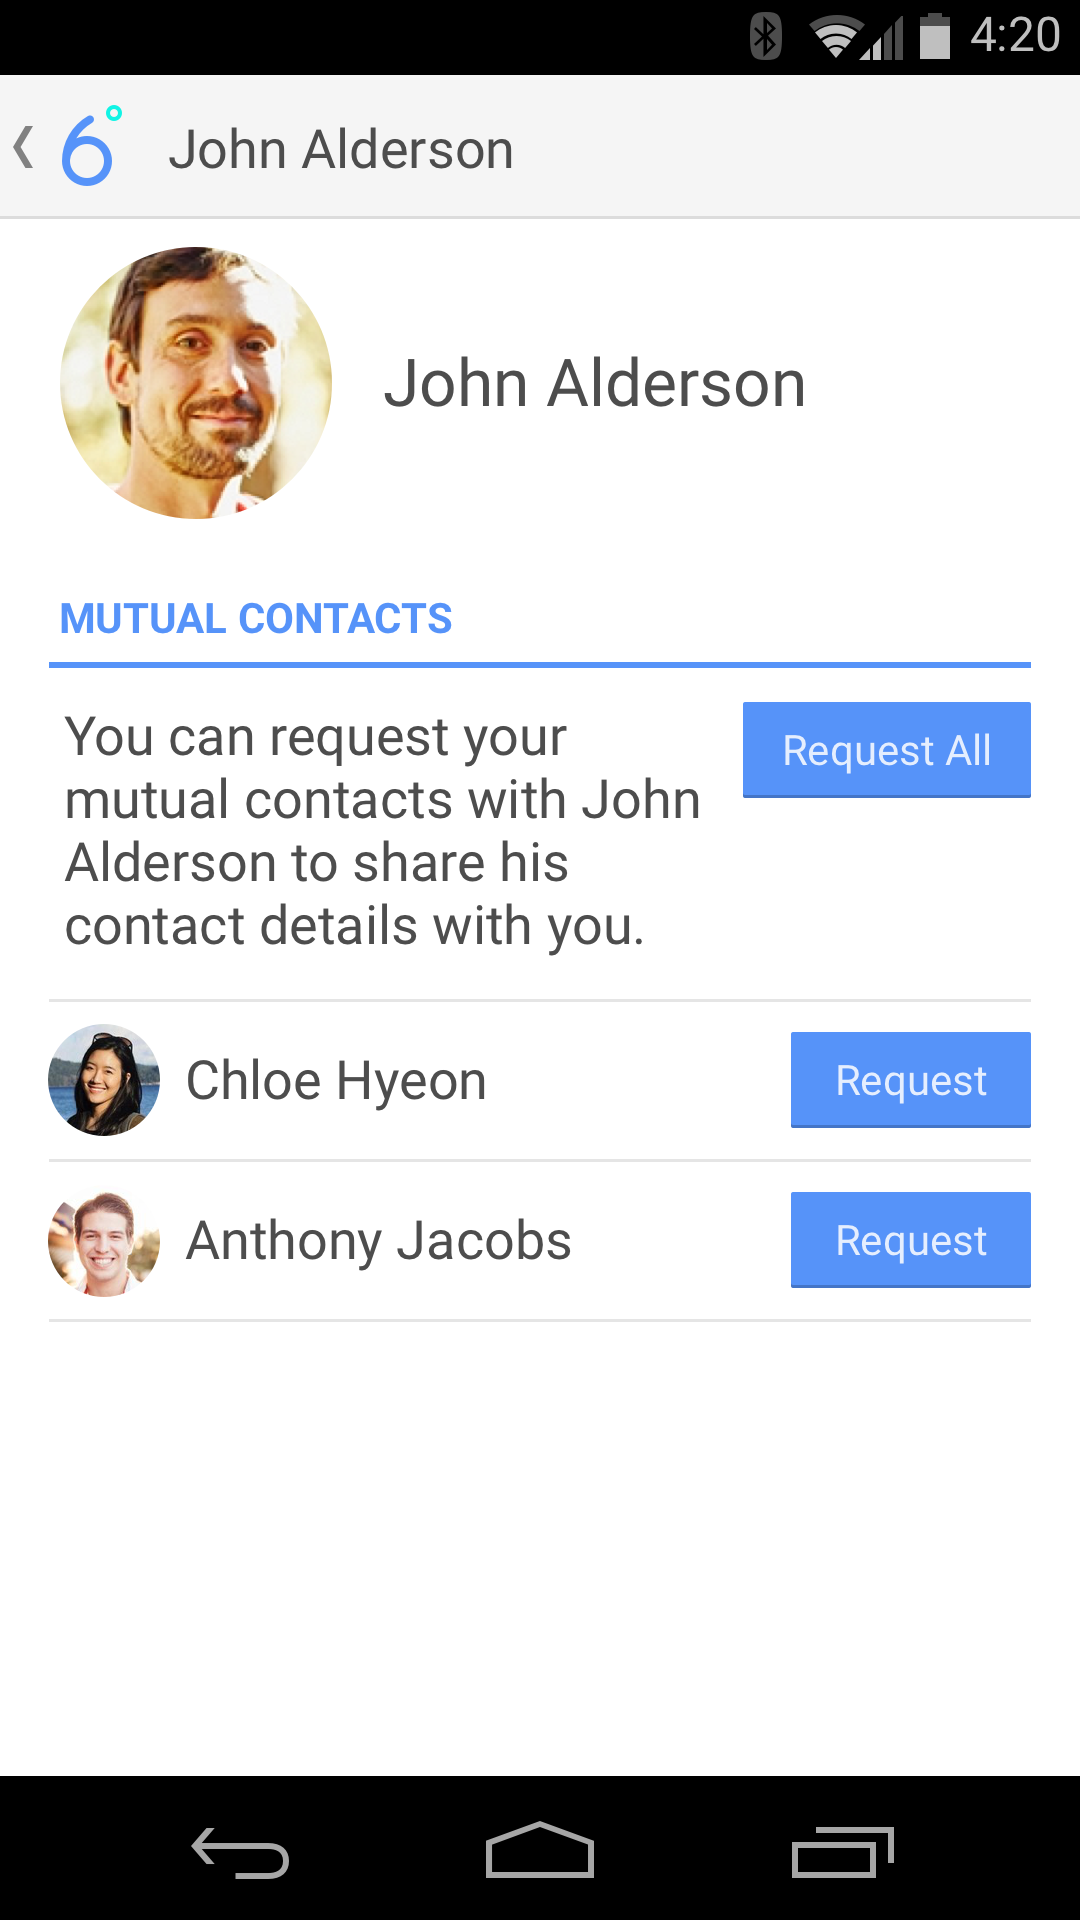 4:20
6° John Alderson
John Alderson
MUTUAL CONTACTS
You can request your
mutual contacts with John
Alderson to share his
contact details with you.
Request All
Chloe Hyeon
Request
Anthony Jacobs
Request